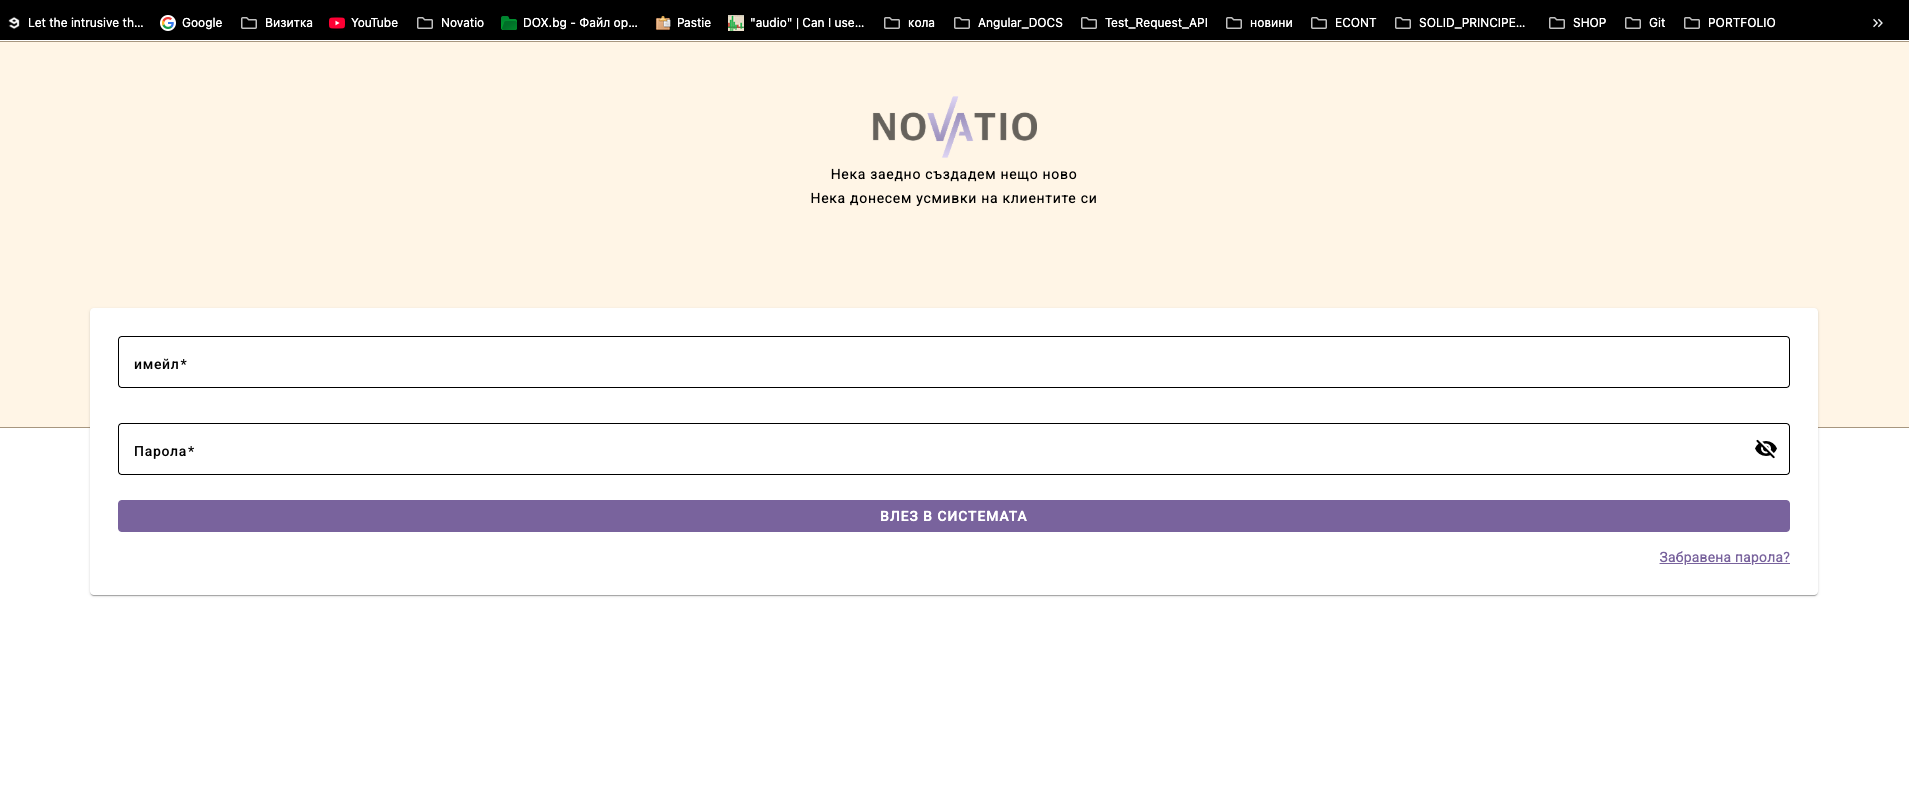 Let the intrusive th... Google Визитка YouTube Novatio DOX.bg - Файл ор... Pastie "audio" | Can I use... кола Angular_DOCS Test_Request_API новини ECONT SOLID_PRINCIPE... SHOP Git PORTFOLIO »
NOVATIO
Нека заедно създадем нещо ново
Нека донесем усмивки на клиентите си
имейл*
Парола*
ВЛЕЗ В СИСТЕМАТА
Забравена парола?